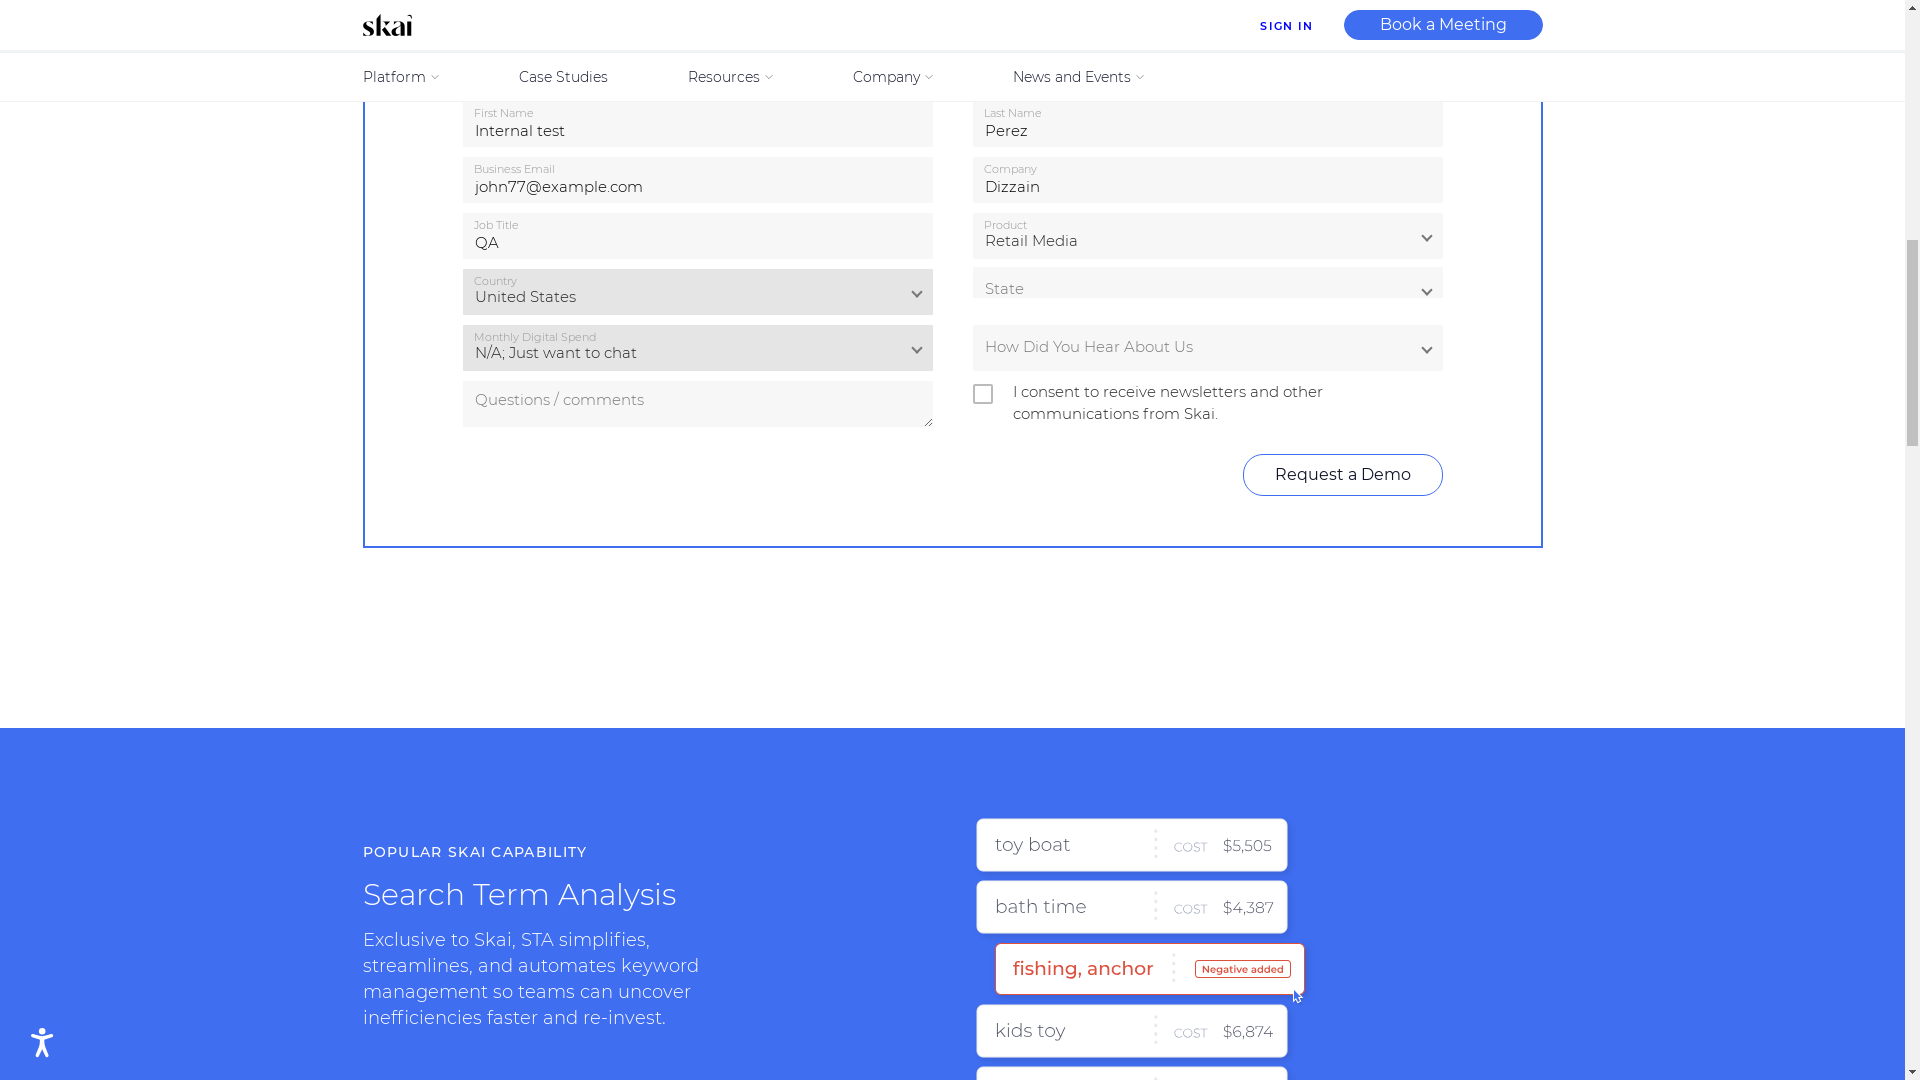 skai
SIGN IN
Book a Meeting
Platform
Case Studies
Resources
Company
News and Events
First Name
Internal test
Last Name
Perez
Business Email
john77@example.com
Company
Dizzain
Job Title
QA
Product
Retail Media
Country
United States
State
Monthly Digital Spend
N/A; Just want to chat
How Did You Hear About Us
Questions / comments
I consent to receive newsletters and other
communications from Skai.
Request a Demo
POPULAR SKAI CAPABILITY
Search Term Analysis
Exclusive to Skai, STA simplifies,
streamlines, and automates keyword
management so teams can uncover
inefficiencies faster and re-invest.
toy boat COST $5,505
bath time COST $4,387
fishing, anchor Negative added
kids toy COST $6,874